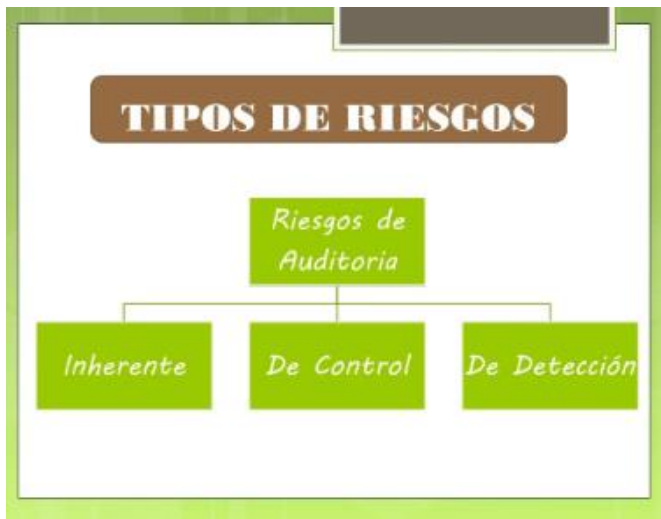 TIPOS DE RIESGOS
Riesgos de
Auditoria
Inherente
De Control
De Detección